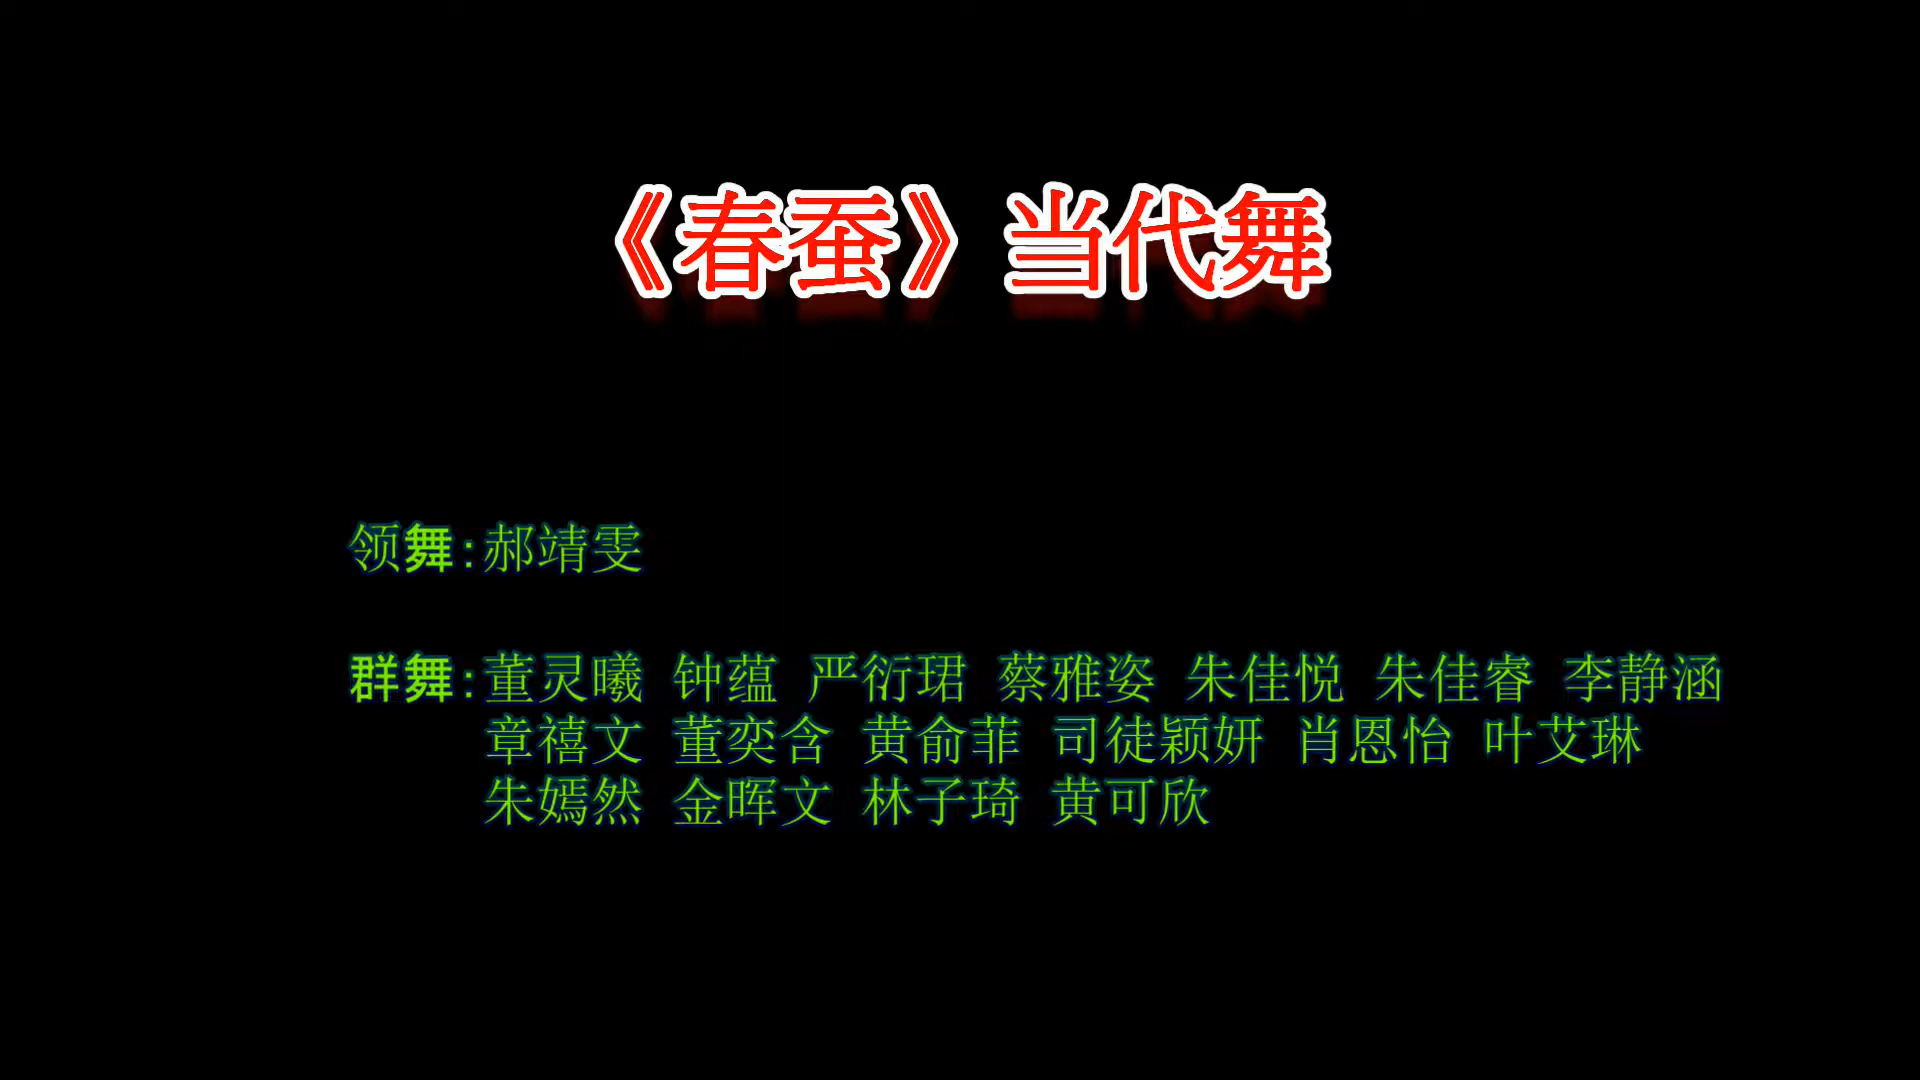 《春蚕》当代舞
领舞:郝靖雯
群舞:董灵曦 钟蕴 严衍珺 蔡雅姿 朱佳悦 朱佳睿 李静涵
章禧文 董奕含 黄俞菲 司徒颖妍 肖恩怡 叶艾琳
朱嫣然 金晖文 林子琦 黄可欣